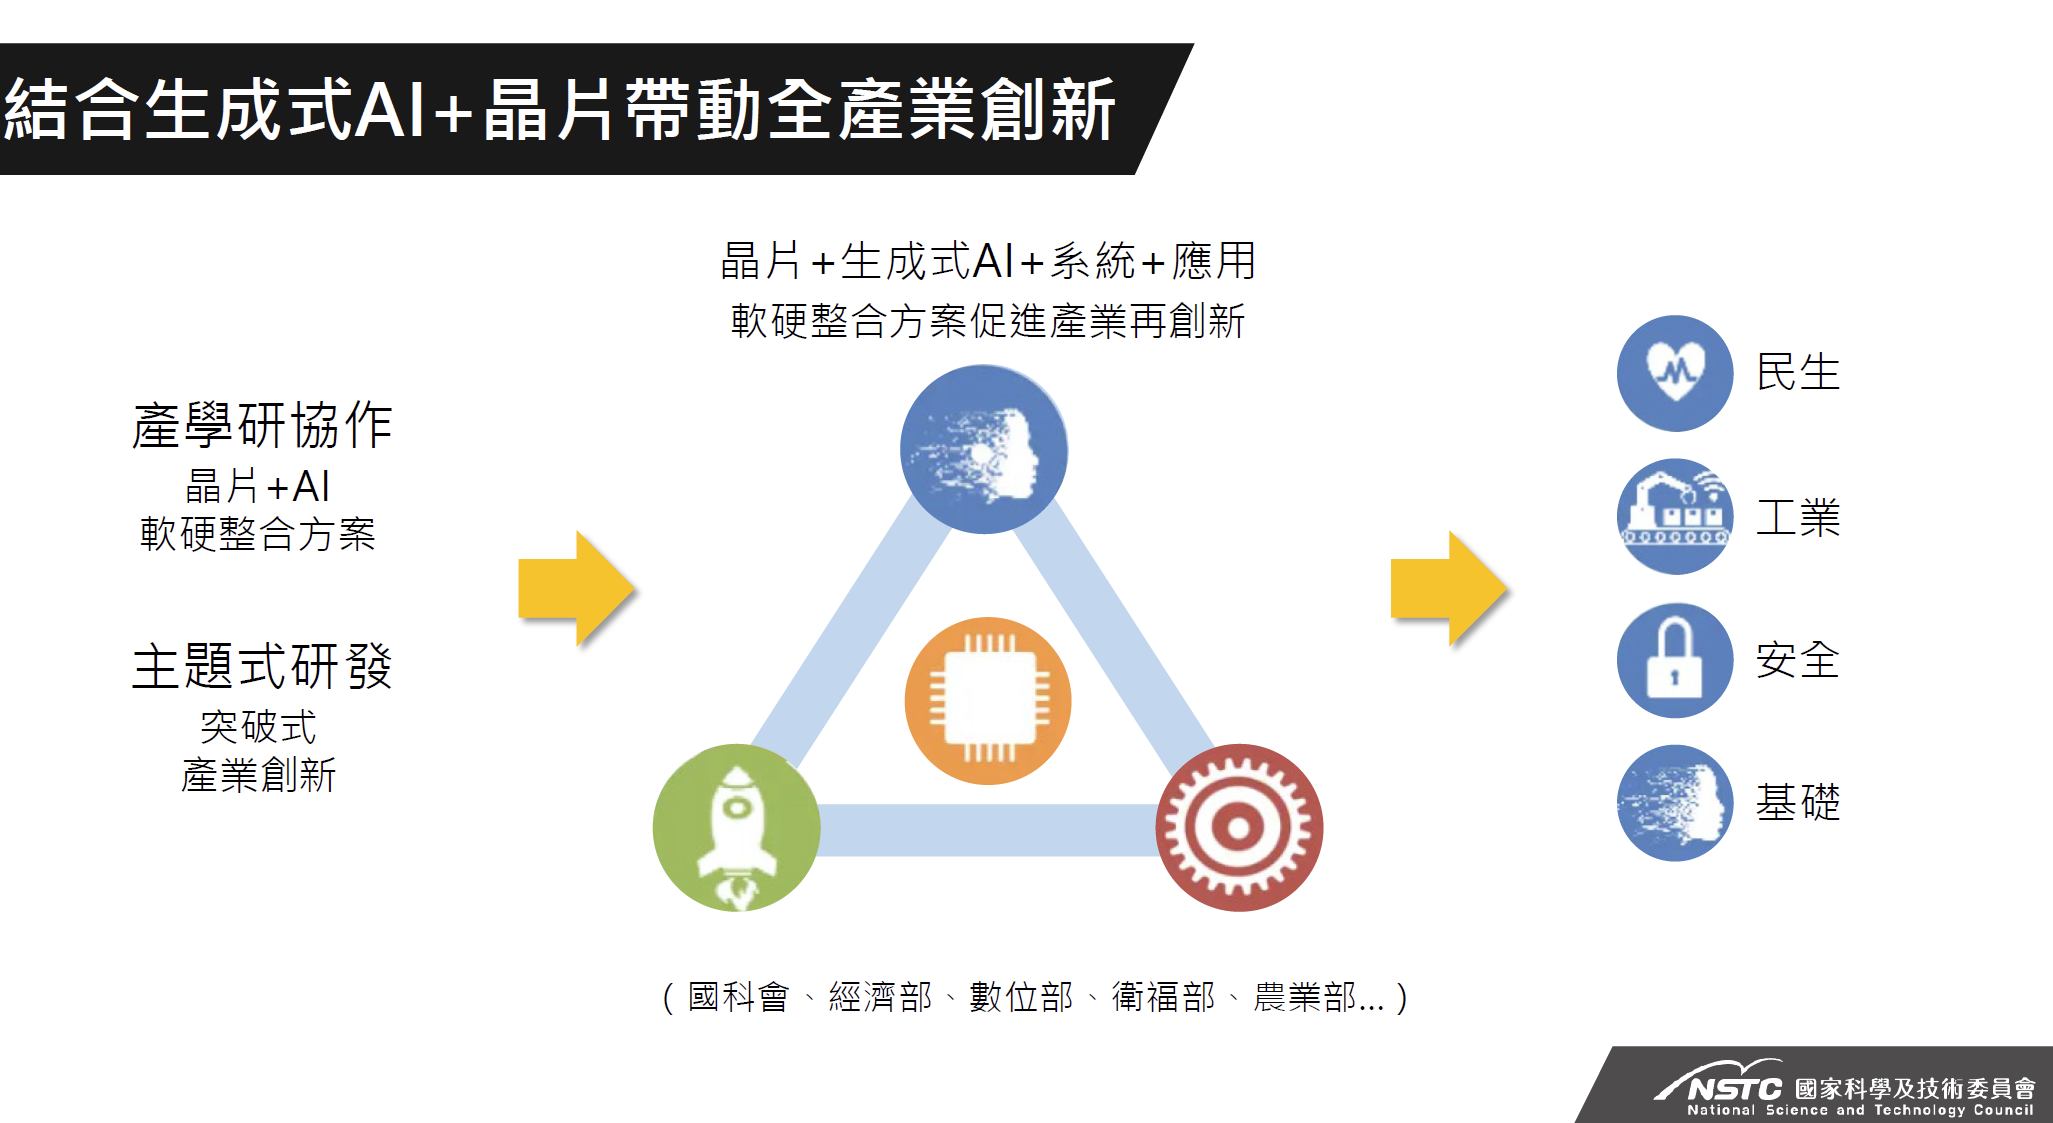 結合生成式AI+晶片帶動全產業創新
晶片+生成式AI+系統+應用
軟硬整合方案促進產業再創新
產學研協作
晶片+AI
軟硬整合方案
主題式研發
突破式
產業創新
民生
工業
安全
基礎
（國科會、經濟部、數位部、衛福部、農業部...）
NSTC 國家科學及技術委員會
National Science and Technology Council